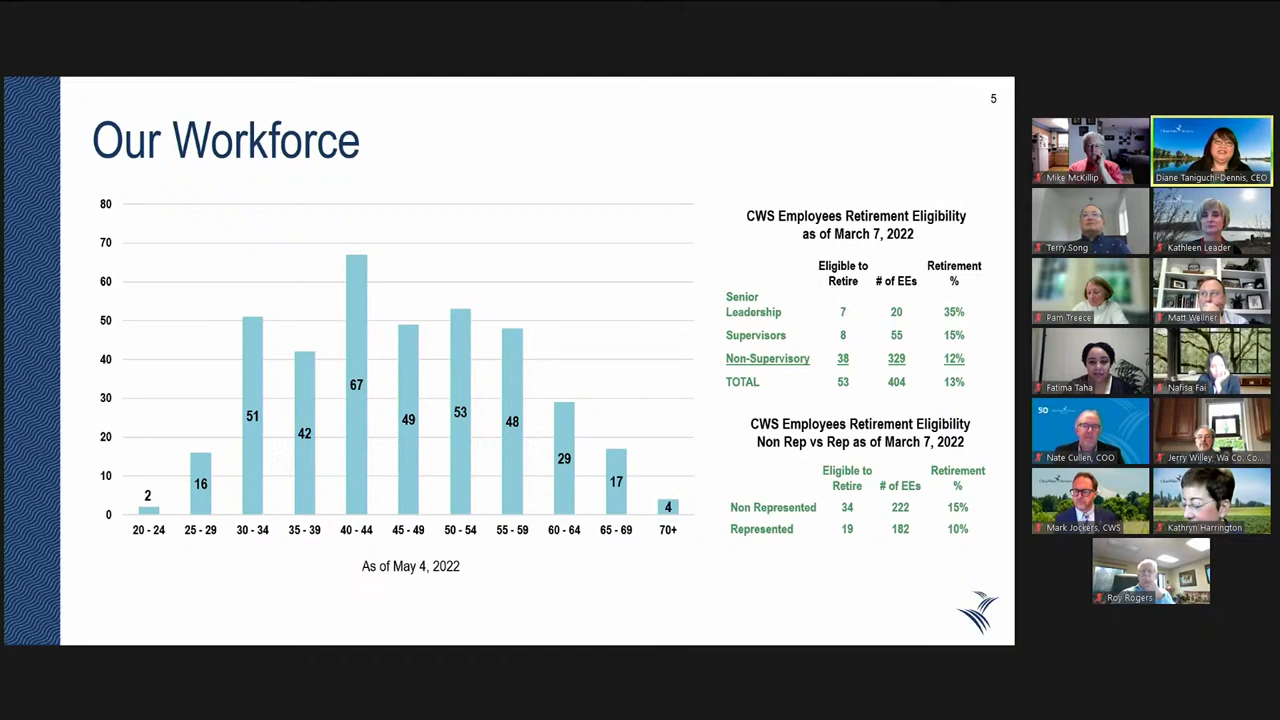 5
Our Workforce
80
70
60
50
40
30
20
10
0
2
16
51
42
67
49
53
48
29
17
4
20 - 24
25 - 29
30 - 34
35 - 39
40 - 44
45 - 49
50 - 54
55 - 59
60 - 64
65 - 69
70+
As of May 4, 2022
CWS Employees Retirement Eligibility
as of March 7, 2022
Eligible to Retire # of EEs Retirement %
Senior Leadership 7 20 35%
Supervisors 8 55 15%
Non-Supervisory 38 329 12%
TOTAL 53 404 13%
CWS Employees Retirement Eligibility
Non Rep vs Rep as of March 7, 2022
Eligible to Retire # of EEs Retirement %
Non Represented 34 222 15%
Represented 19 182 10%
Mike McKillip
Diane Taniguchi-Dennis, CEO
Terry.Song
Kathleen Leader
Pam Treece
Matt Wellner
Fatima Taha
Nafisa Fai
50
Nate Cullen, COO
Jerry Willey, Wa Co. Co...
Mark Jockers, CWS
Kathryn Harrington
Roy Rogers